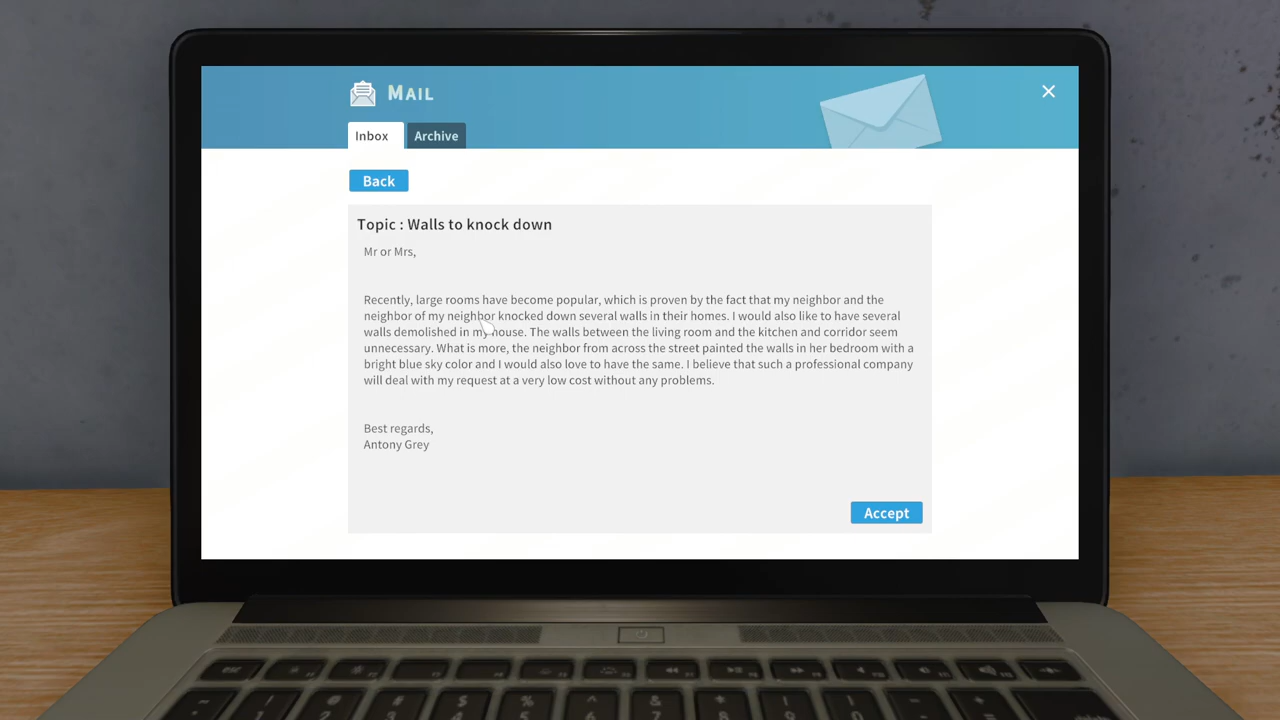 MAIL
Inbox
Archive
Back
Topic : Walls to knock down
Mr or Mrs,
Recently, large rooms have become popular, which is proven by the fact that my neighbor and the
neighbor of my neighbor knocked down several walls in their homes. I would also like to have several
walls demolished in my house. The walls between the living room and the kitchen and corridor seem
unnecessary. What is more, the neighbor from across the street painted the walls in her bedroom with a
bright blue sky color and I would also love to have the same. I believe that such a professional company
will deal with my request at a very low cost without any problems.
Best regards,
Antony Grey
Accept
esc